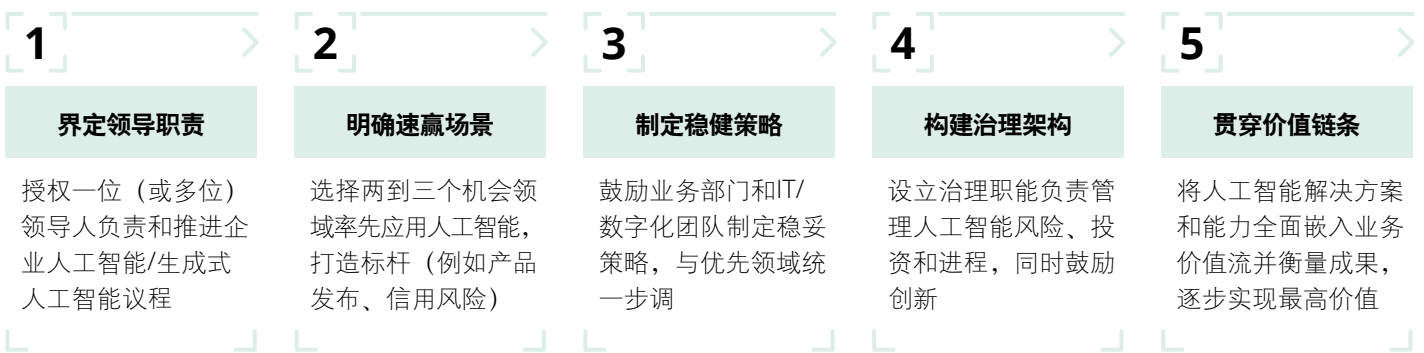 1
界定领导职责
授权一位（或多位）
领导人负责和推进企
业人工智能/生成式
人工智能议程
2
明确速赢场景
选择两到三个机会领
域率先应用人工智能，
打造标杆（例如产品
发布、信用风险）
3
制定稳健策略
鼓励业务部门和IT/
数字化团队制定稳妥
策略，与优先领域统
一步调
4
构建治理架构
设立治理职能负责管
理人工智能风险、投
资和进程，同时鼓励
创新
5
贯穿价值链条
将人工智能解决方案
和能力全面嵌入业务
价值流并衡量成果，
逐步实现最高价值